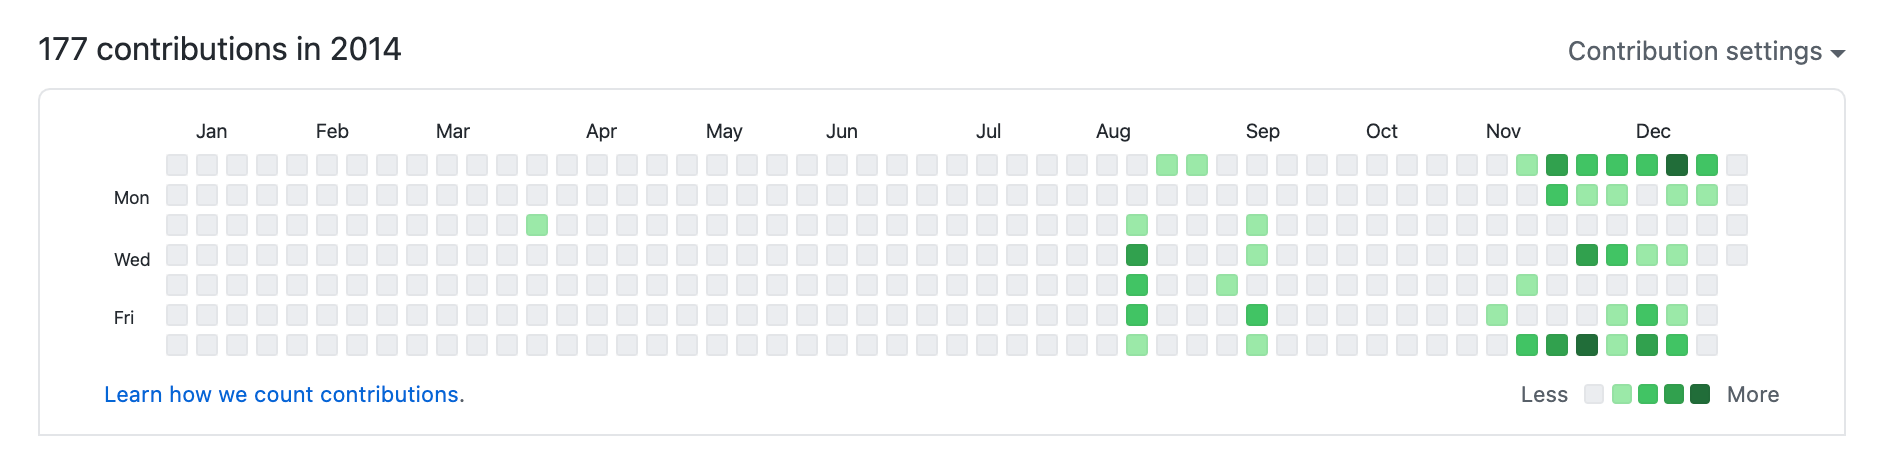 177 contributions in 2014
Contribution settings
Jan Feb Mar Apr May Jun Jul Aug Sep Oct Nov Dec
Mon
Wed
Fri
Learn how we count contributions.
Less More